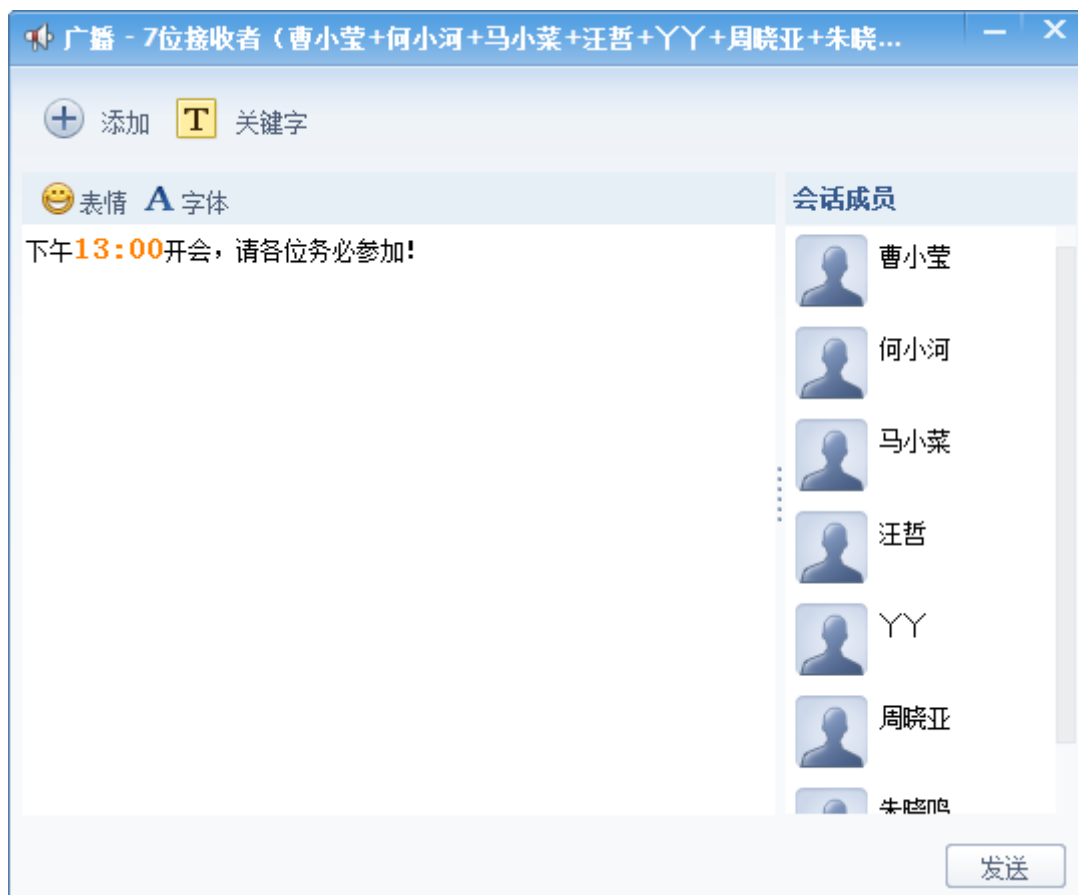 广播 - 7位接收者（曹小莹+何小河+马小菜+汪哲+丫丫+周晓亚+朱晓...
添加 T 关键字
表情 A 字体
下午13:00开会，请各位务必参加!
会话成员
曹小莹
何小河
马小菜
汪哲
丫丫
周晓亚
朱晓鸣
发送